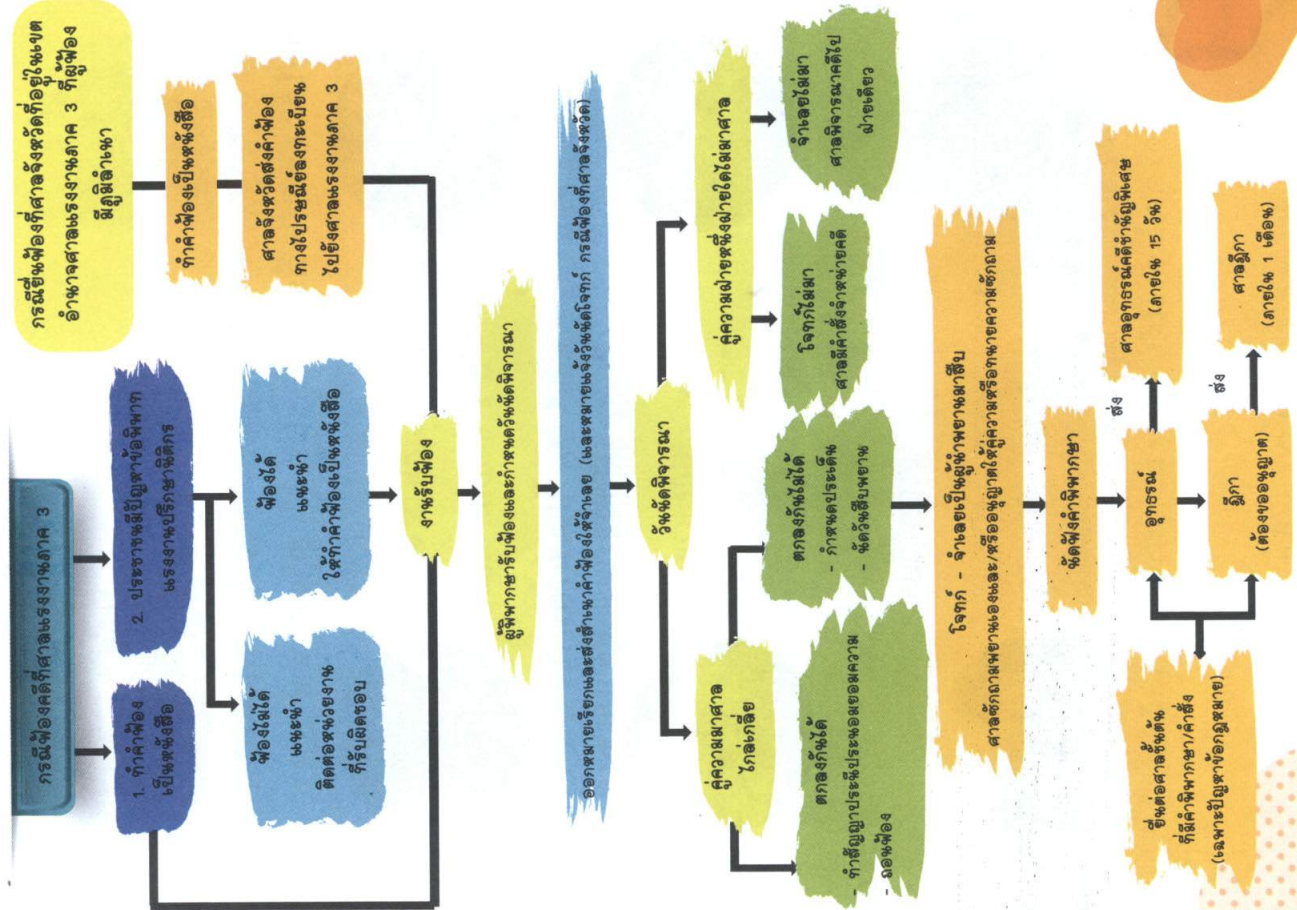 กรณีฟ้องคดีที่ศาลแรงงานภาค 3
1. ทำคำฟ้อง
เป็นหนังสือ
2. ประชาชนมีปัญหาข้อพิพาท
แรงงานปรึกษานิติกร
ฟ้องไม่ได้
แนะนำ
ติดต่อหน่วยงาน
ที่รับผิดชอบ
ฟ้องได้
แนะนำ
ให้ทำคำฟ้องเป็นหนังสือ
กรณียื่นฟ้องที่ศาลจังหวัดที่อยู่ในเขต
อำนาจศาลแรงงานภาค 3 ที่ผู้ฟ้อง
มีภูมิลำเนา
ทำคำฟ้องเป็นหนังสือ
ศาลจังหวัดส่งคำฟ้อง
ทางไปรษณีย์ลงทะเบียน
ไปยังศาลแรงงานภาค 3
งานรับฟ้อง
ผู้พิพากษารับฟ้องและกำหนดวันนัดพิจารณา
ออกหมายเรียกและส่งสำเนาคำฟ้องให้จำเลย (และหมายแจ้งวันนัดโจทก์ กรณีฟ้องที่ศาลจังหวัด)
วันนัดพิจารณา
คู่ความมาศาล
ไกล่เกลี่ย
ตกลงกันได้
- ทำสัญญาประนีประนอมยอมความ
- ถอนฟ้อง
ตกลงกันไม่ได้
- กำหนดประเด็น
- นัดวันสืบพยาน
คู่ความฝ่ายหนึ่งฝ่ายใดไม่มาศาล
โจทก์ไม่มา
ศาลมีคำสั่งจำหน่ายคดี
จำเลยไม่มา
ศาลพิจารณาคดีไป
ฝ่ายเดียว
โจทก์ - จำเลยเป็นผู้นำพยานมาสืบ
ศาลซักถามพยานเองและ/หรืออนุญาตให้คู่ความหรือทนายความซักถาม
นัดฟังคำพิพากษา
อุทธรณ์
ส่ง
ศาลอุทธรณ์คดีชำนัญพิเศษ
(ภายใน 15 วัน)
ฎีกา
(ต้องขออนุญาต)
ส่ง
ศาลฎีกา
(ภายใน 1 เดือน)
ยื่นต่อศาลชั้นต้น
ที่มีคำพิพากษา/คำสั่ง
(เฉพาะปัญหาข้อกฎหมาย)